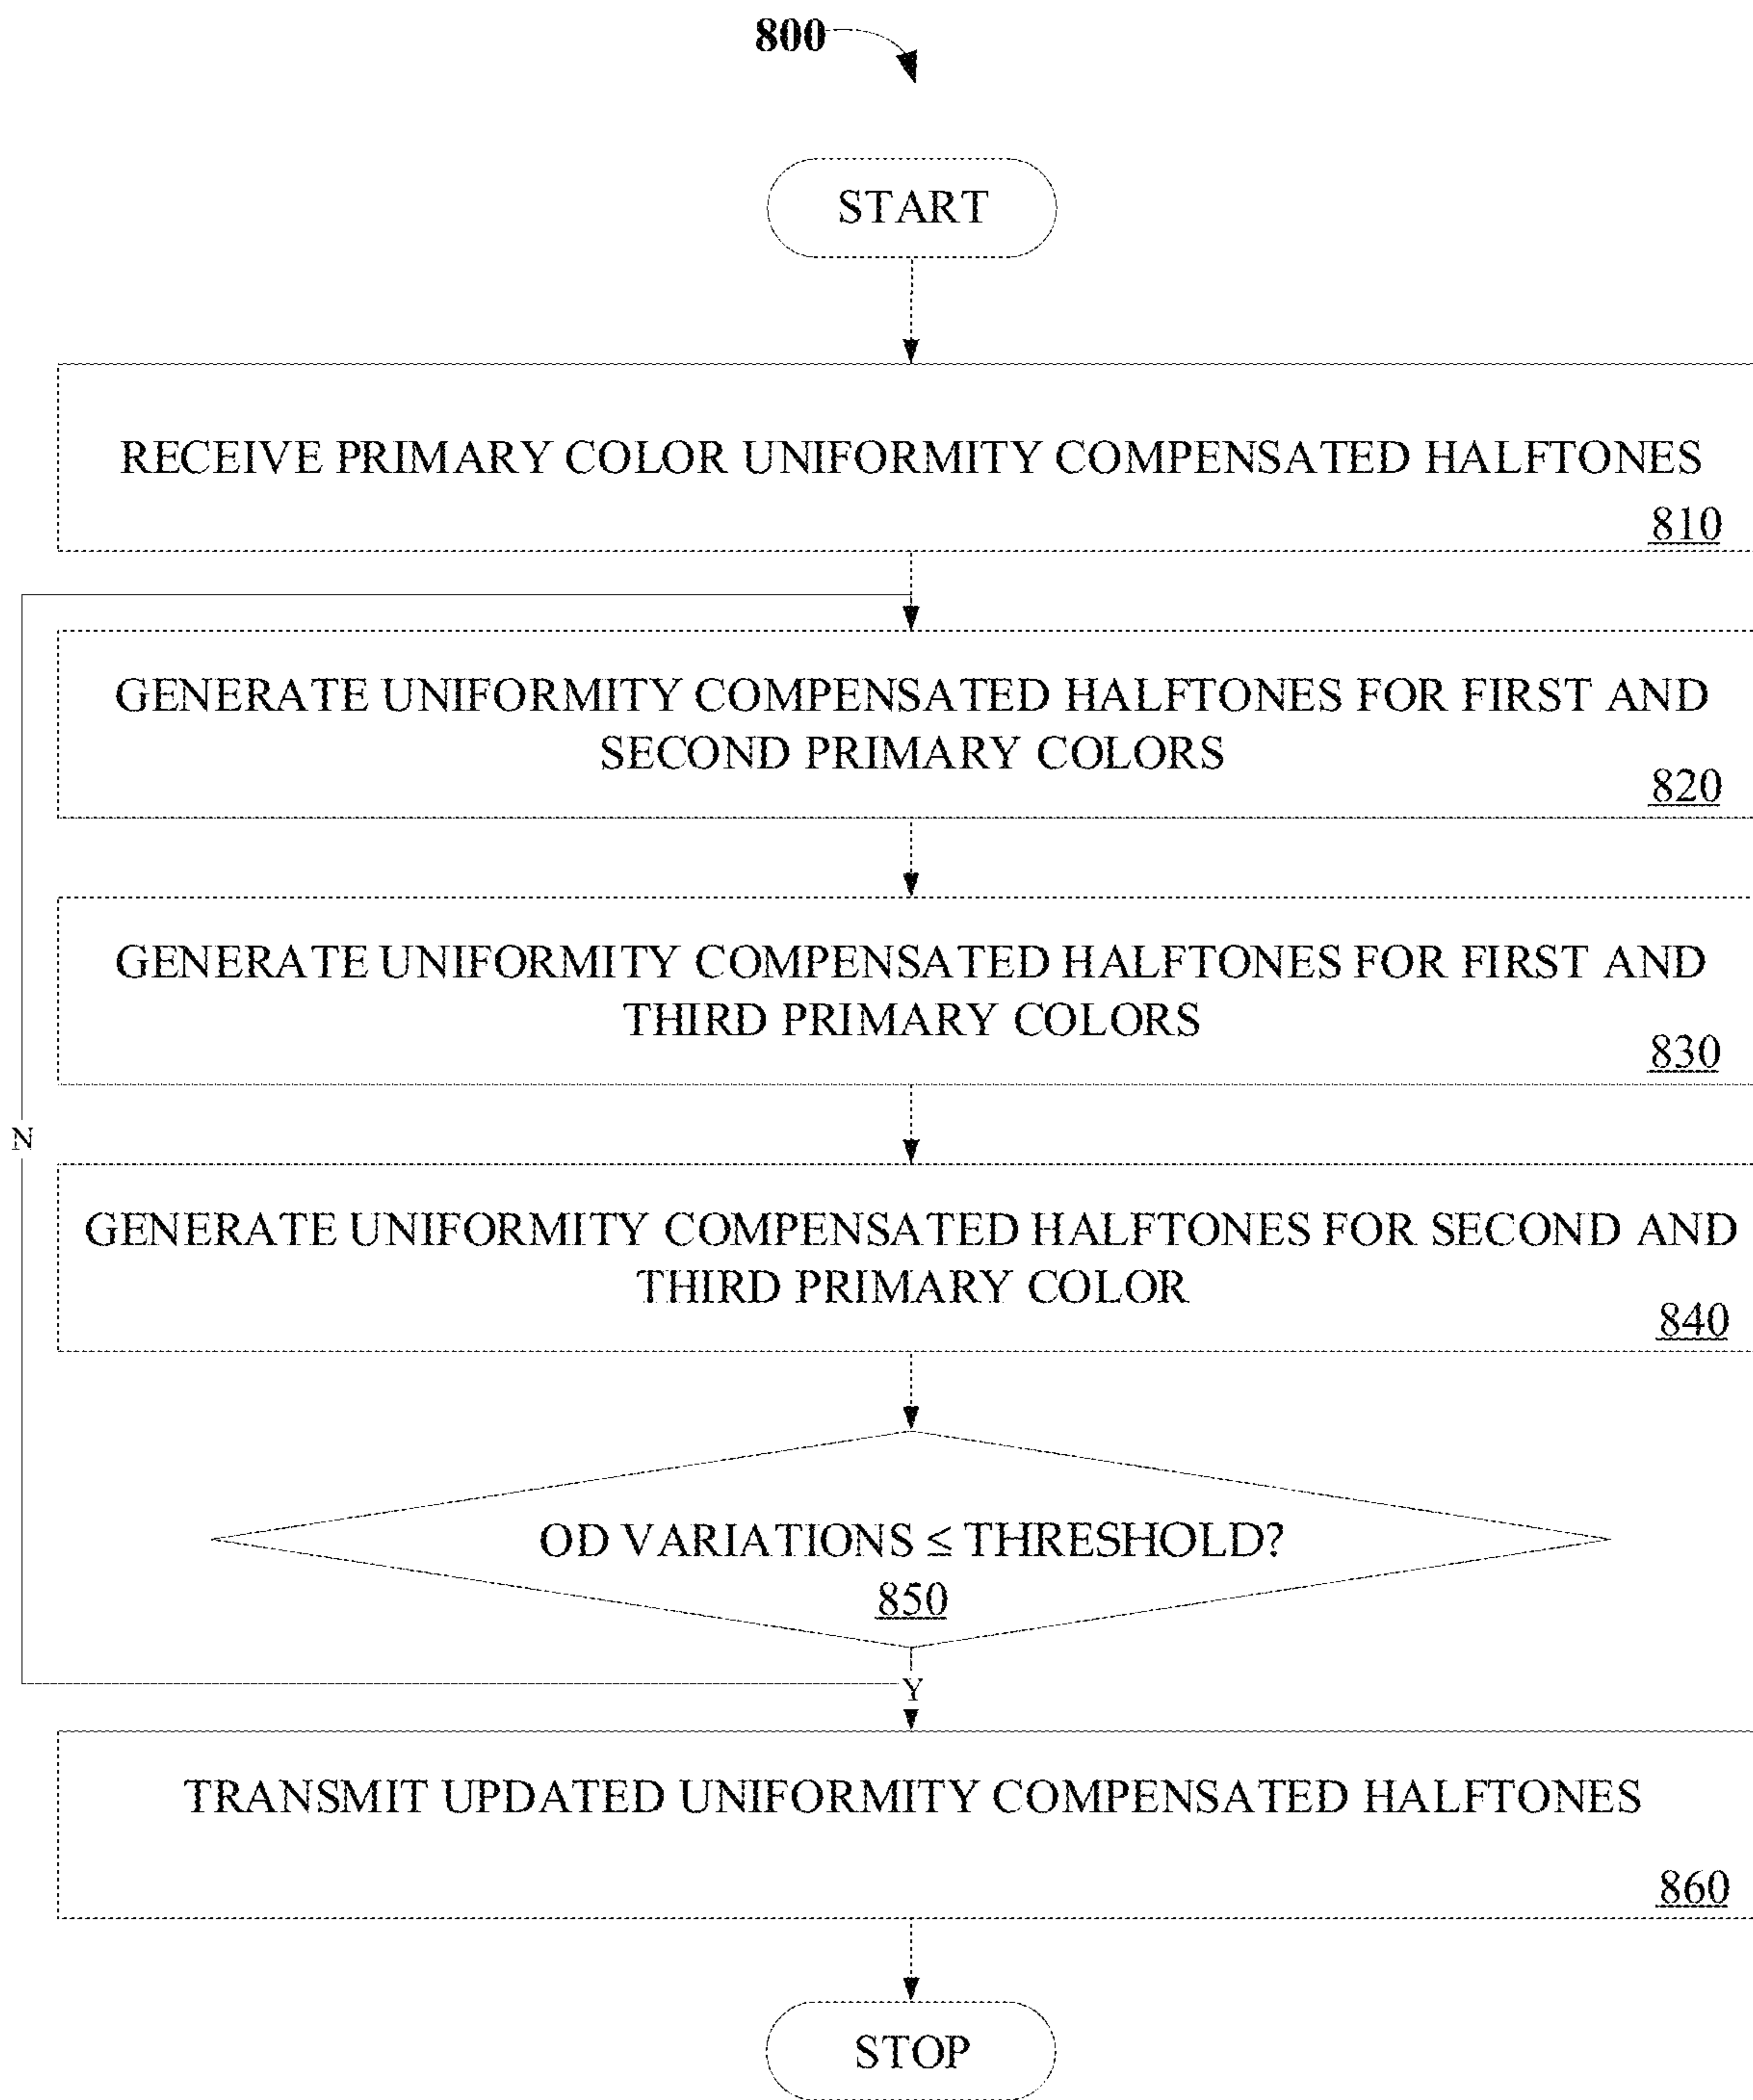 800
START
RECEIVE PRIMARY COLOR UNIFORMITY COMPENSATED HALFTONES
810
GENERATE UNIFORMITY COMPENSATED HALFTONES FOR FIRST AND
SECOND PRIMARY COLORS
820
GENERATE UNIFORMITY COMPENSATED HALFTONES FOR FIRST AND
THIRD PRIMARY COLORS
830
N
GENERATE UNIFORMITY COMPENSATED HALFTONES FOR SECOND AND
THIRD PRIMARY COLOR
840
OD VARIATIONS ≤ THRESHOLD?
850
Y
TRANSMIT UPDATED UNIFORMITY COMPENSATED HALFTONES
860
STOP